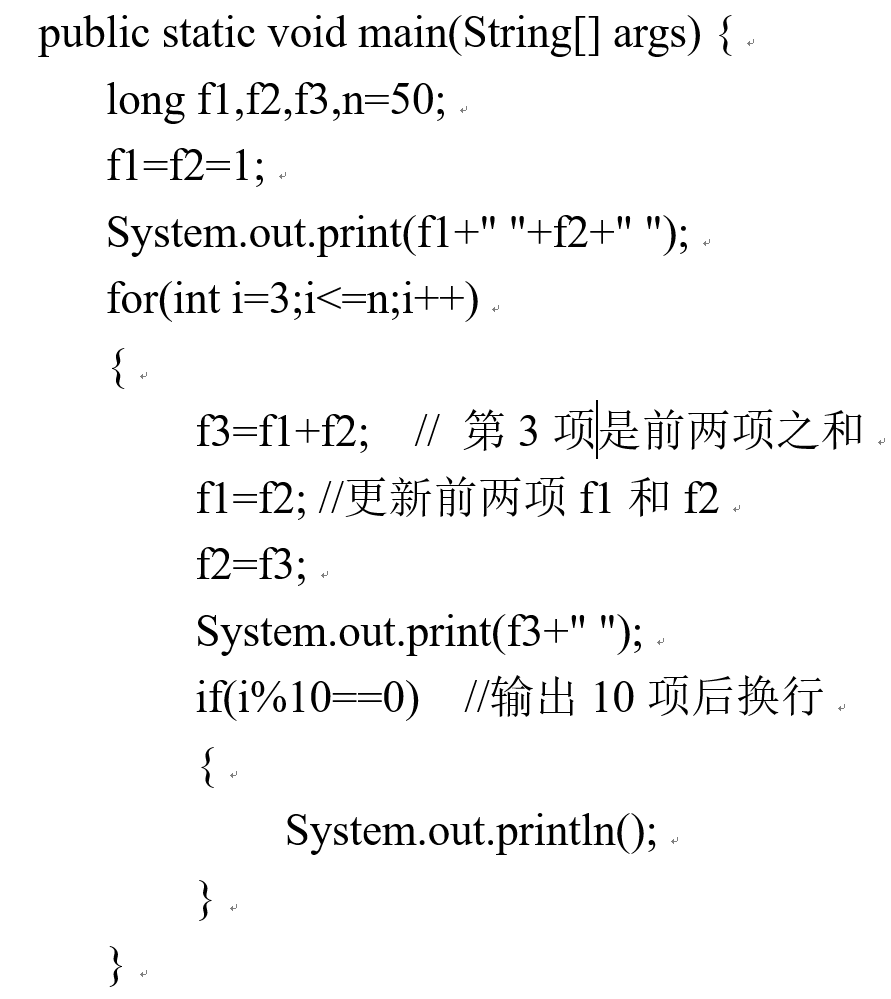 public static void main(String[] args) {
long f1,f2,f3,n=50;
f1=f2=1;
System.out.print(f1+" "+f2+" ");
for(int i=3;i<=n;i++)
{
f3=f1+f2; // 第 3 项是前两项之和
f1=f2; //更新前两项 f1 和 f2
f2=f3;
System.out.print(f3+" ");
if(i%10==0) //输出 10 项后换行
{
System.out.println();
}
}